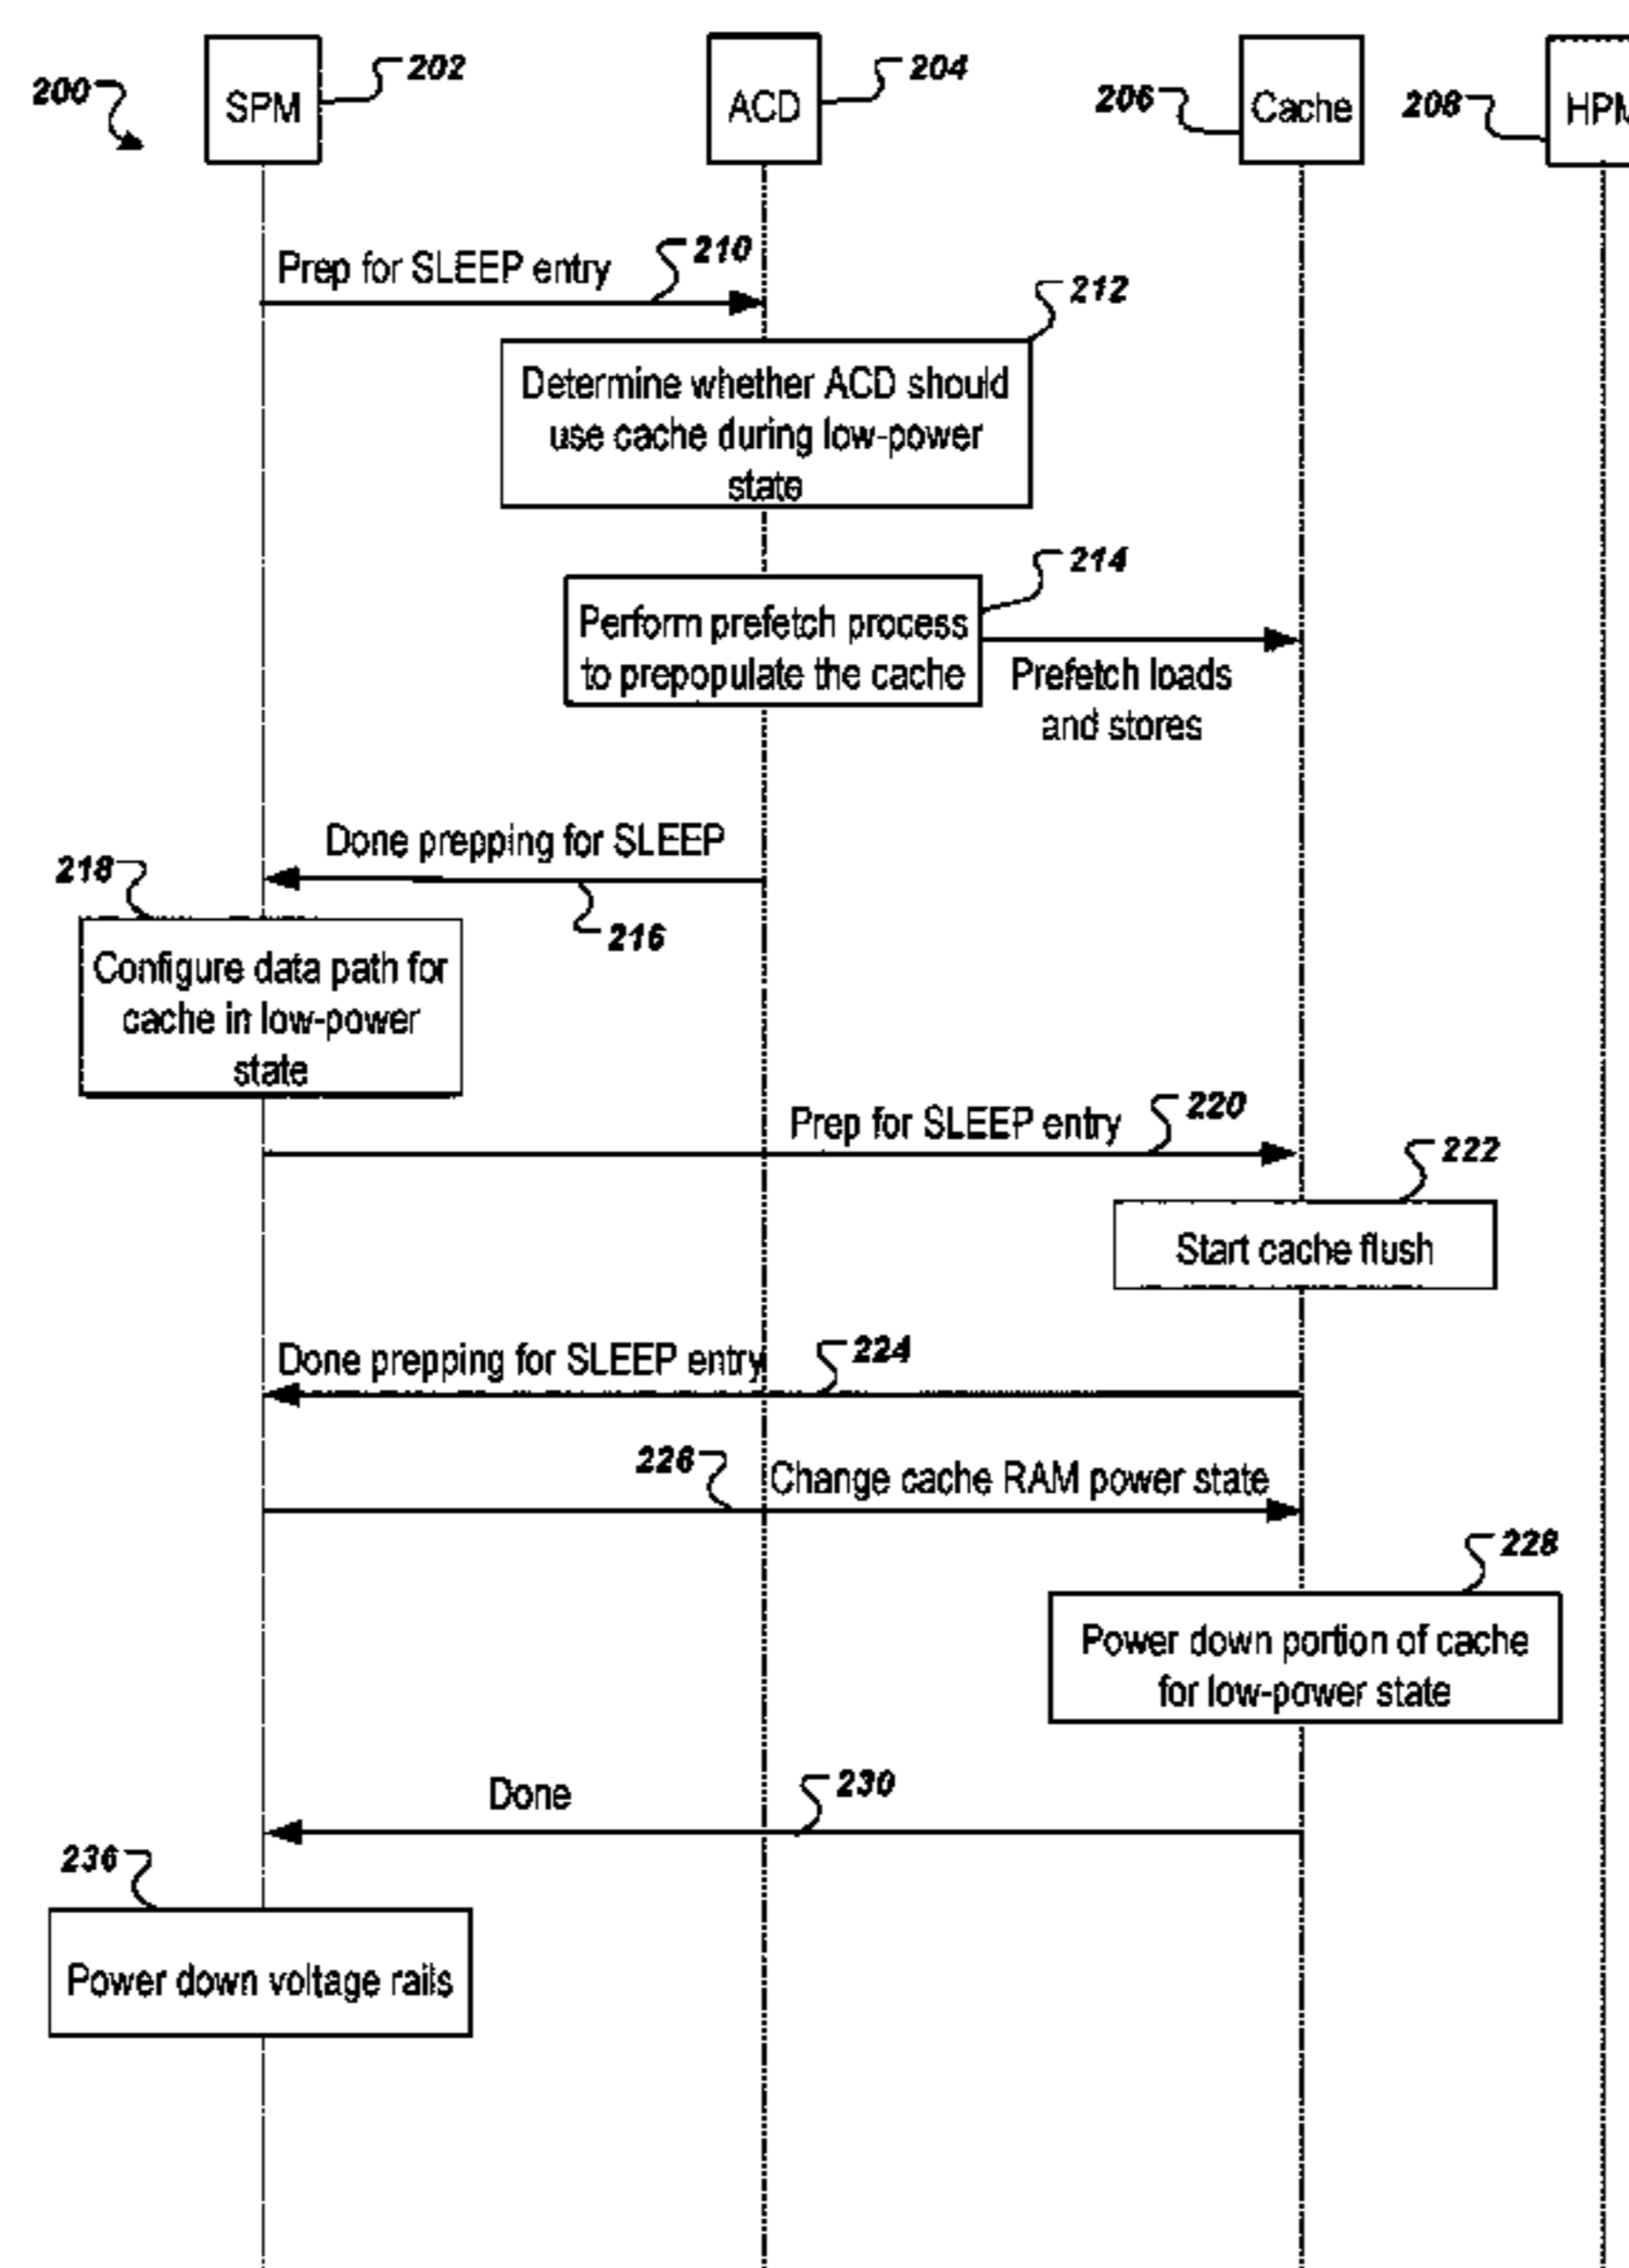 200
SPM
202
ACD
204
206
Cache
208
HPM
Prep for SLEEP entry
210
212
Determine whether ACD should
use cache during low-power
state
214
Perform prefetch process
to prepopulate the cache
Prefetch loads
and stores
Done prepping for SLEEP
216
218
Configure data path for
cache in low-power
state
Prep for SLEEP entry
220
222
Start cache flush
Done prepping for SLEEP entry
224
226
Change cache RAM power state
228
Power down portion of cache
for low-power state
Done
230
236
Power down voltage rails